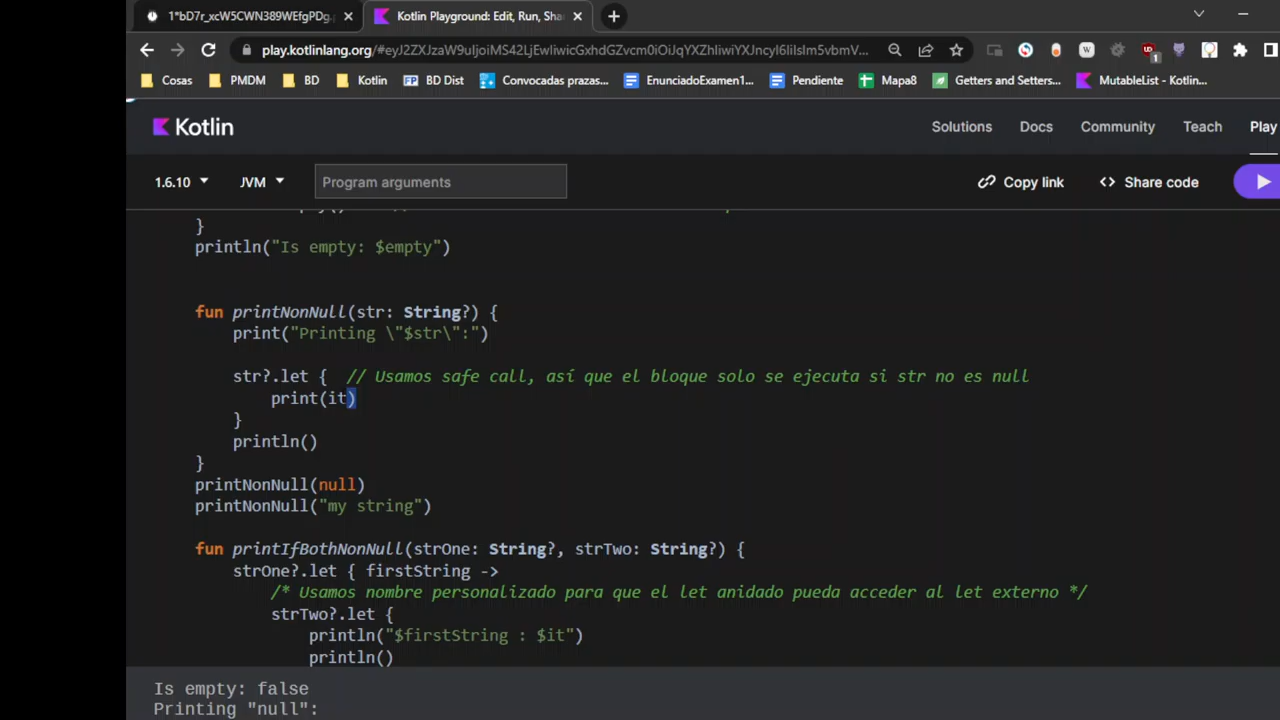 1*bD7r_xcW5CWN389WEfgPDg.
Kotlin Playground: Edit, Run, Sha
play.kotlinlang.org/#eyJ2ZXJzaW9uIjoiMS42LjEwIiwicGxhdGZvcm0iOiJqYXZhIiwiYXJncyI6IiIsIm5vbmV...
Cosas PMDM BD Kotlin BD Dist Convocadas prazas... EnunciadoExamen1... Pendiente Mapa8 Getters and Setters... MutableList - Kotlin...
Kotlin Solutions Docs Community Teach Play
1.6.10 JVM Program arguments Copy link Share code
}
println("Is empty: $empty")
fun printNonNull(str: String?) {
print("Printing \"$str\":")
str?.let { // Usamos safe call, así que el bloque solo se ejecuta si str no es null
print(it)
}
println()
}
printNonNull(null)
printNonNull("my string")
fun printIfBothNonNull(strOne: String?, strTwo: String?) {
strOne?.let { firstString ->
/* Usamos nombre personalizado para que el let anidado pueda acceder al let externo */
strTwo?.let {
println("$firstString : $it")
println()
Is empty: false
Printing "null":